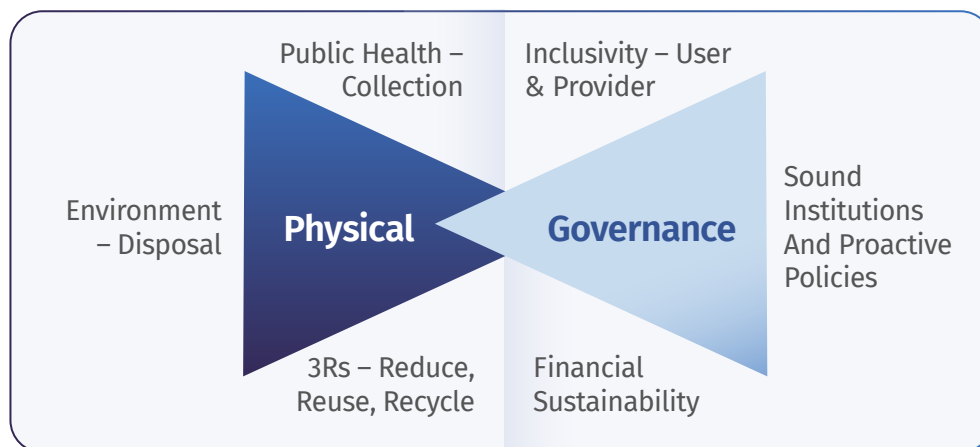 Public Health –
Collection
Inclusivity – User
& Provider
Environment
– Disposal
Physical
Governance
Sound
Institutions
And Proactive
Policies
3Rs – Reduce,
Reuse, Recycle
Financial
Sustainability